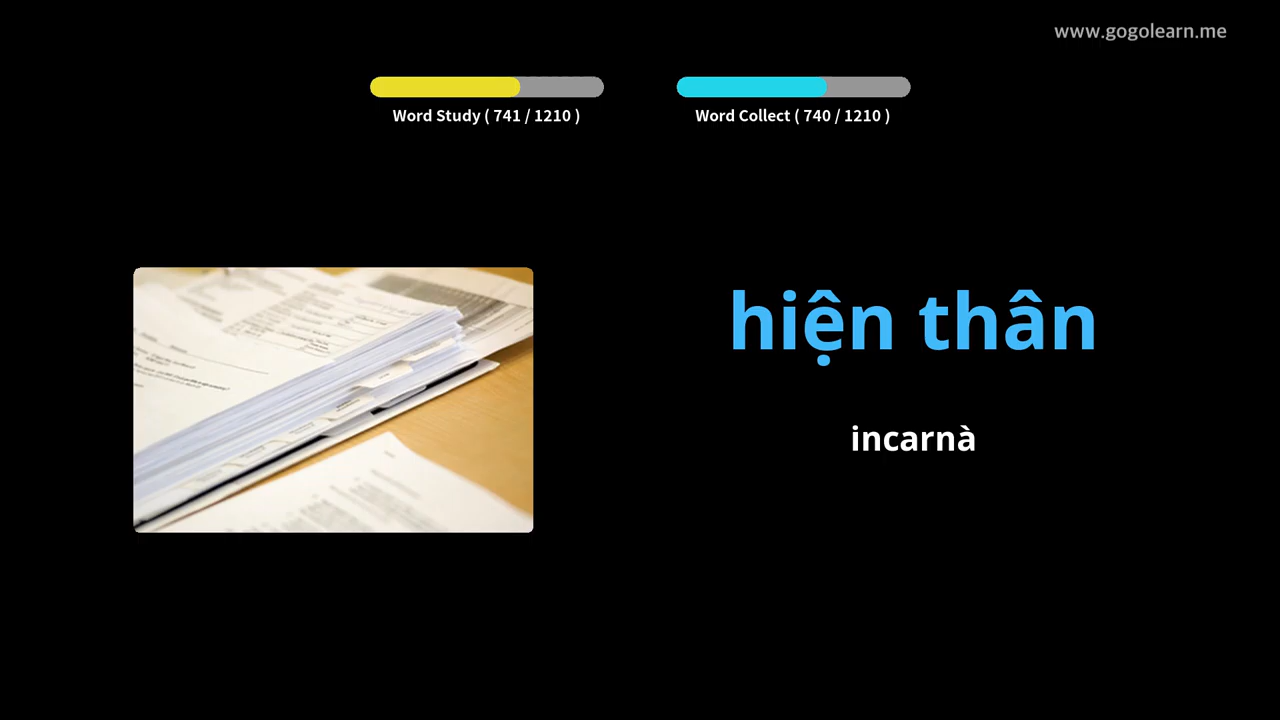 www.gogolearn.me
Word Study ( 741 / 1210 )
Word Collect ( 740 / 1210 )
hiện thân
incarnà